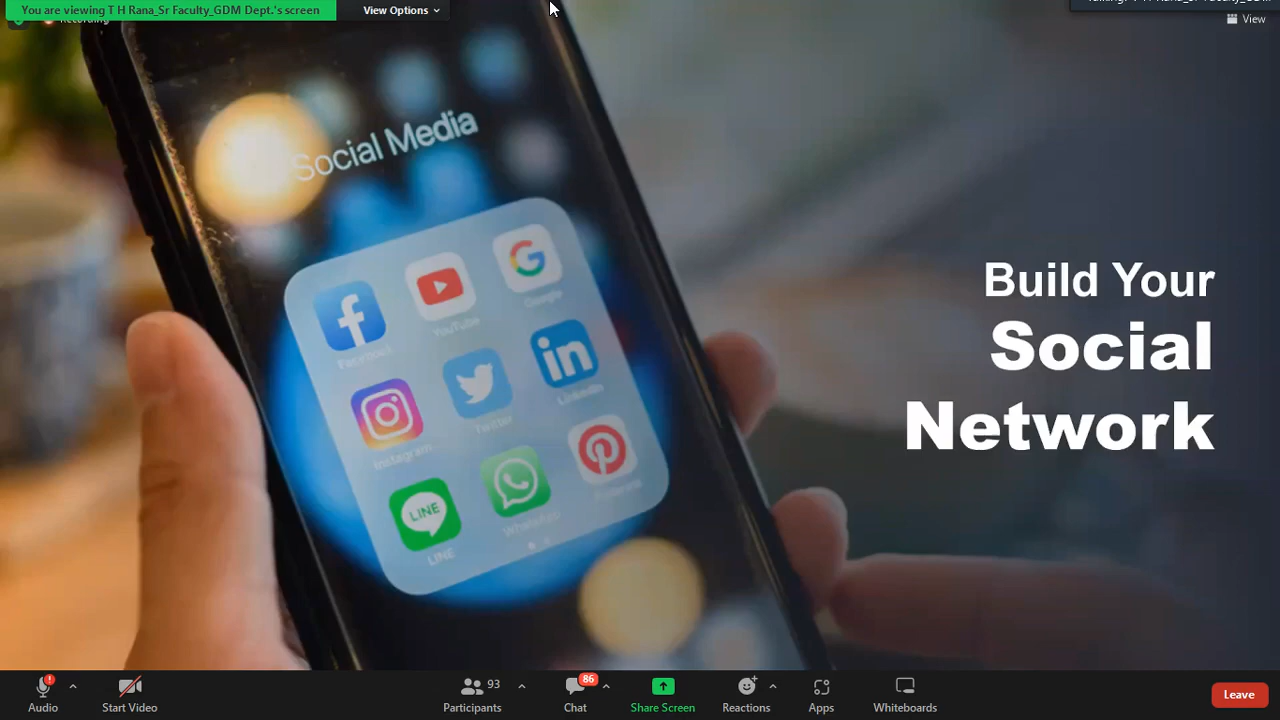 You are viewing T H Rana_Sr Faculty_GDM Dept.'s screen
View Options
Recording
View
Social Media
Facebook
YouTube
Google
Instagram
Twitter
LinkedIn
LINE
LINE
WhatsApp
Pinterest
Build Your
Social
Network
Audio
Start Video
93
Participants
86
Chat
Share Screen
Reactions
Apps
Whiteboards
Leave